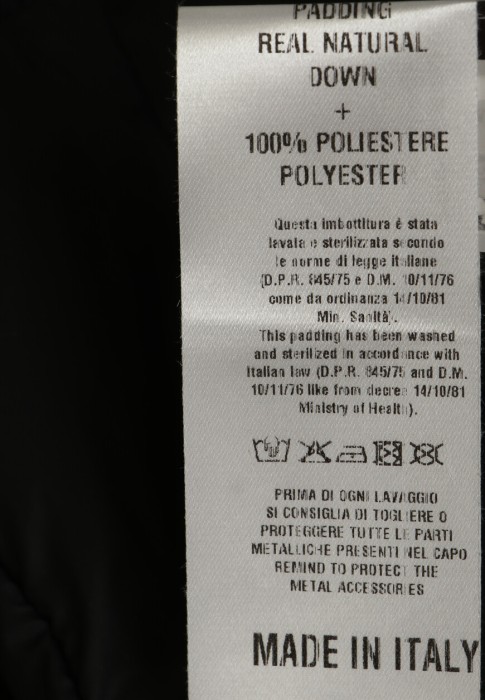 PADDING
REAL NATURAL
DOWN
+
100% POLIESTERE
POLYESTER
Questa imbottitura è stata
lavata e sterilizzata secondo
le norme di legge italiane
(D.P.R. 845/75 e D.M. 10/11/76
come da ordinanza 14/10/81
Min. Sanità).
This padding has been washed
and sterilized in accordance with
Italian law (D.P.R. 845/75 and D.M.
10/11/76 like from decree 14/10/81
Ministry of Health).
PRIMA DI OGNI LAVAGGIO
SI CONSIGLIA DI TOGLIERE O
PROTEGGERE TUTTE LE PARTI
METALLICHE PRESENTI NEL CAPO
REMIND TO PROTECT THE
METAL ACCESSORIES
MADE IN ITALY